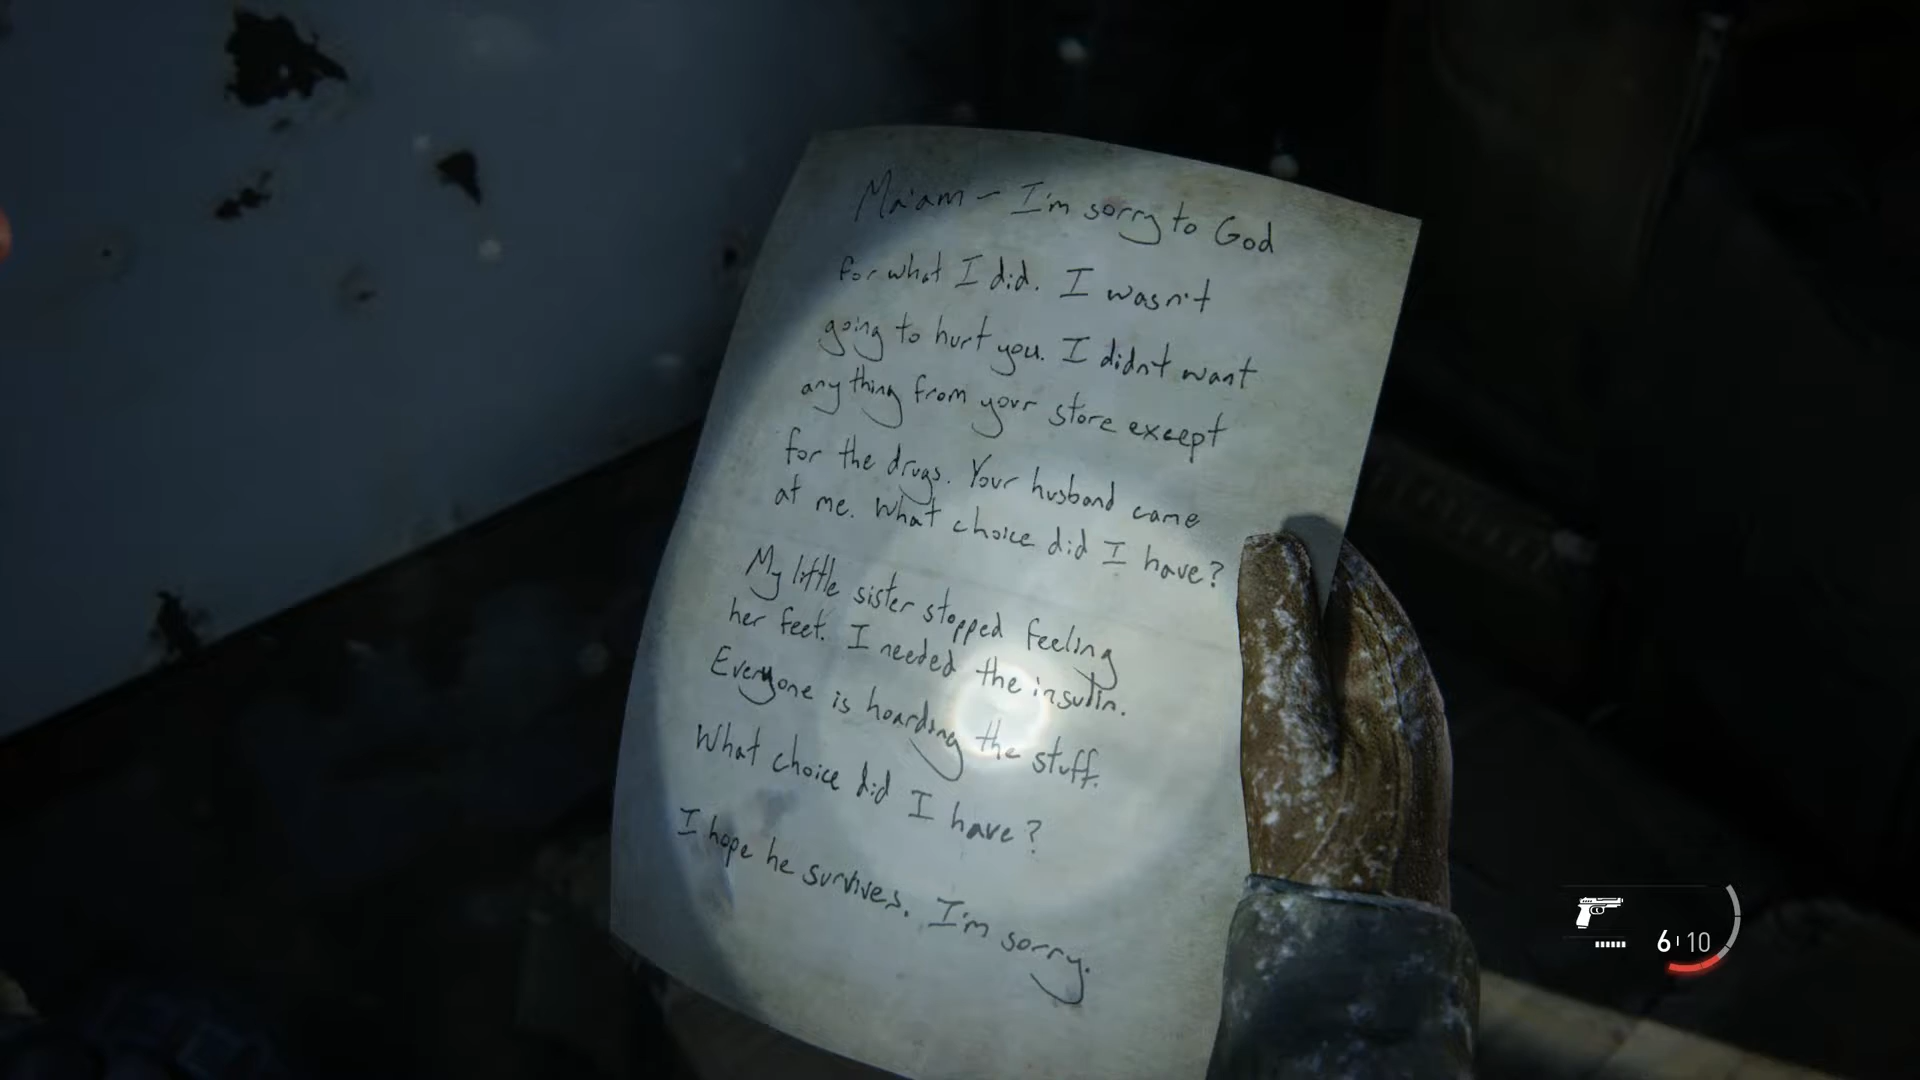 Ma'am - I'm sorry to God
for what I did. I wasn't
going to hurt you. I didn't want
anything from your store except
for the drugs. Your husband came
at me. What choice did I have?
My little sister stopped feeling
her feet. I needed the insulin.
Everyone is hoarding the stuff.
What choice did I have?
I hope he survives. I'm sorry.
6 10